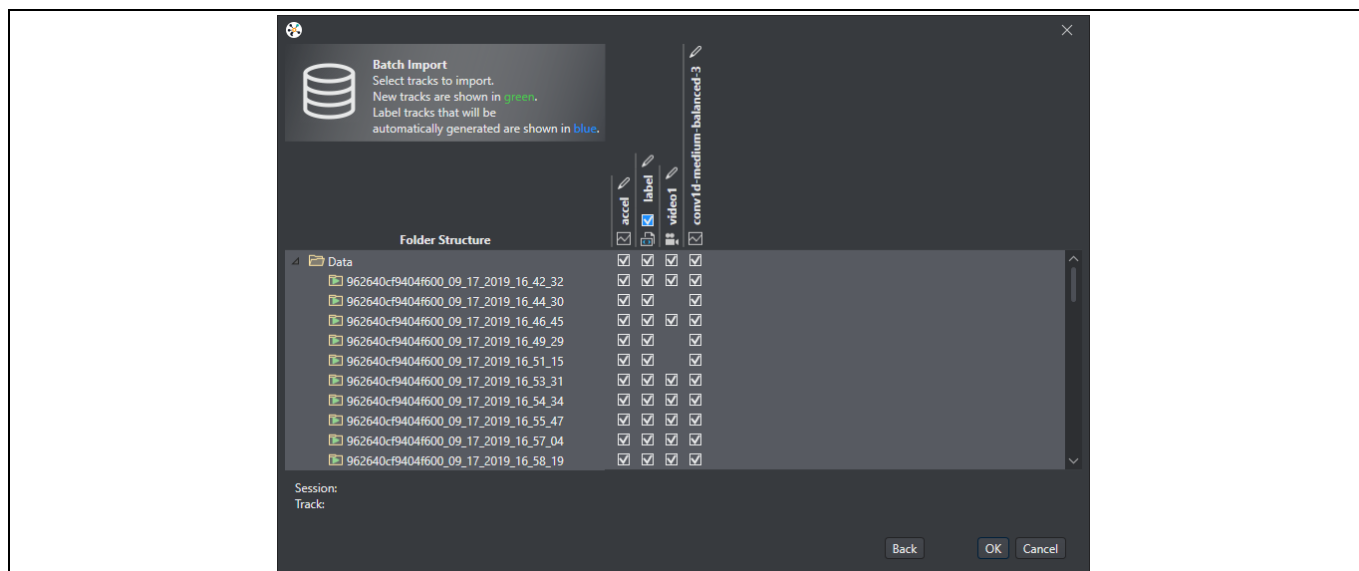 Batch Import
Select tracks to import.
New tracks are shown in green.
Label tracks that will be
automatically generated are shown in blue.
accel
label
video1
conv1d-medium-balanced-3
Folder Structure
Data
962640cf9404f600_09_17_2019_16_42_32
962640cf9404f600_09_17_2019_16_44_30
962640cf9404f600_09_17_2019_16_46_45
962640cf9404f600_09_17_2019_16_49_29
962640cf9404f600_09_17_2019_16_51_15
962640cf9404f600_09_17_2019_16_53_31
962640cf9404f600_09_17_2019_16_54_34
962640cf9404f600_09_17_2019_16_55_47
962640cf9404f600_09_17_2019_16_57_04
962640cf9404f600_09_17_2019_16_58_19
Session:
Track:
Back
OK
Cancel